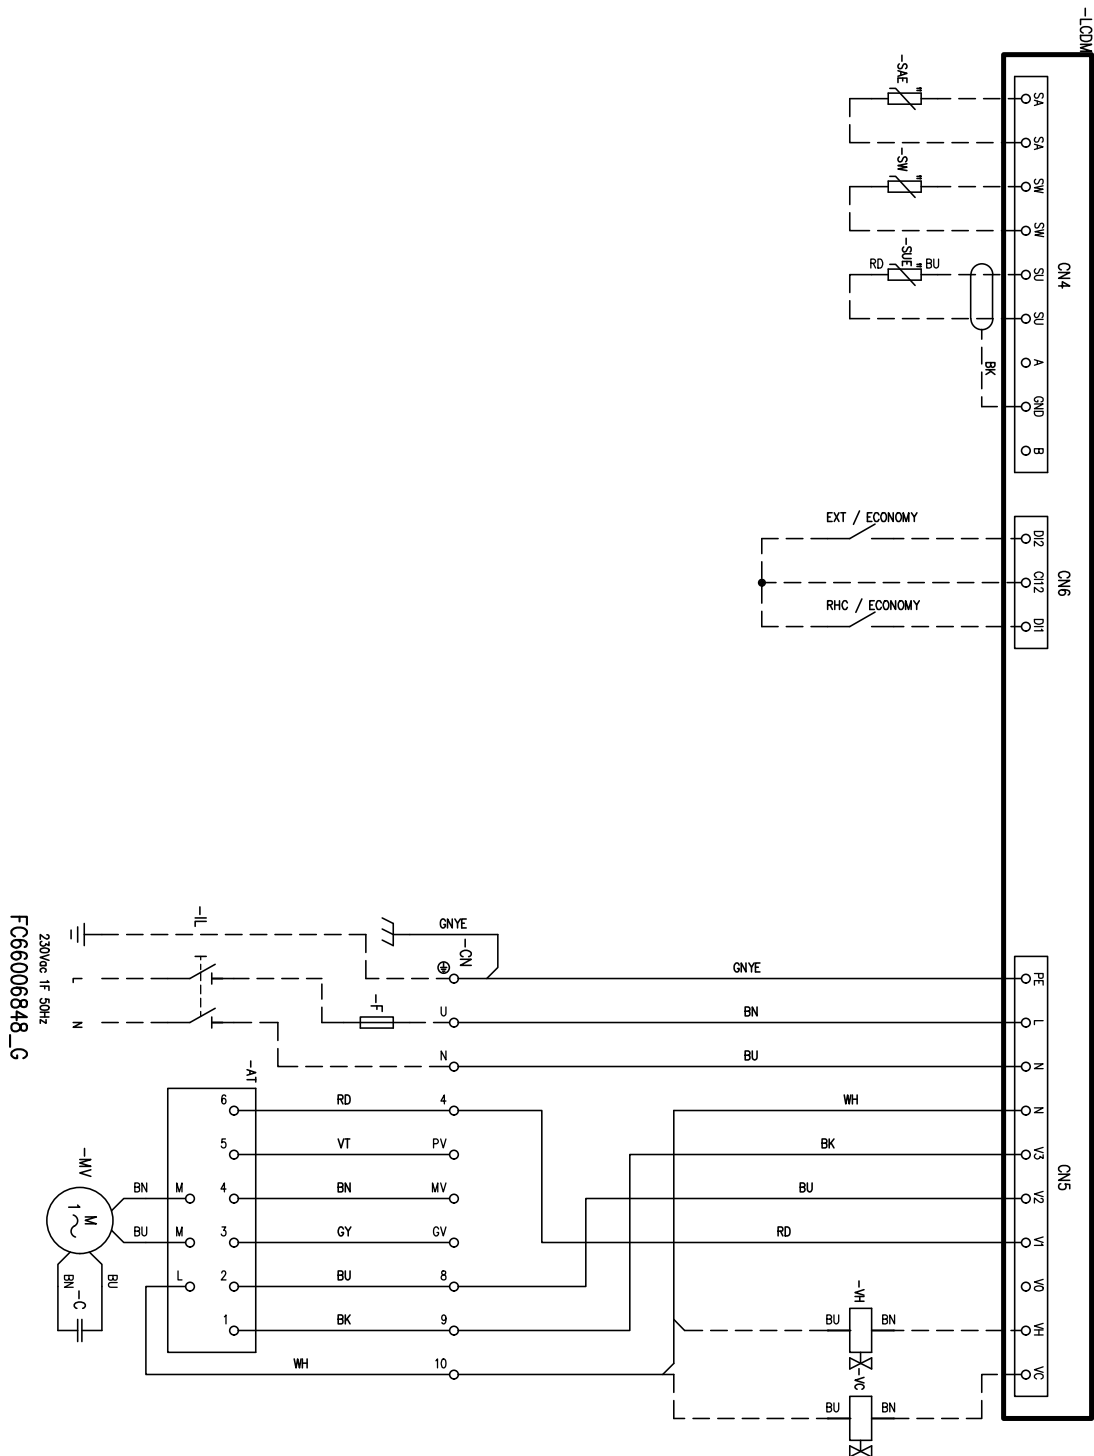 -LCDM
-SAE
SA
SA
-SW
SW
SW
-SUE
RD
BU
SU
SU
CN4
A
BK
GND
B
EXT / ECONOMY
DI2
CI12
CN6
RHC / ECONOMY
DI1
-IL
GNYE
-CN
GNYE
PE
L
-F
U
BN
L
N
N
BU
N
230Vac 1F 50Hz
FC66006848_G
-AT
6
RD
4
WH
N
5
VT
PV
BK
V3
-MV
BN
M
4
BN
MV
BU
V2
CN5
M
1
BU
M
3
GY
GV
RD
V1
L
2
BU
8
V0
BU
BN
-C
-VH
1
BK
9
BU
BN
VH
WH
10
-VC
VC
BU
BN